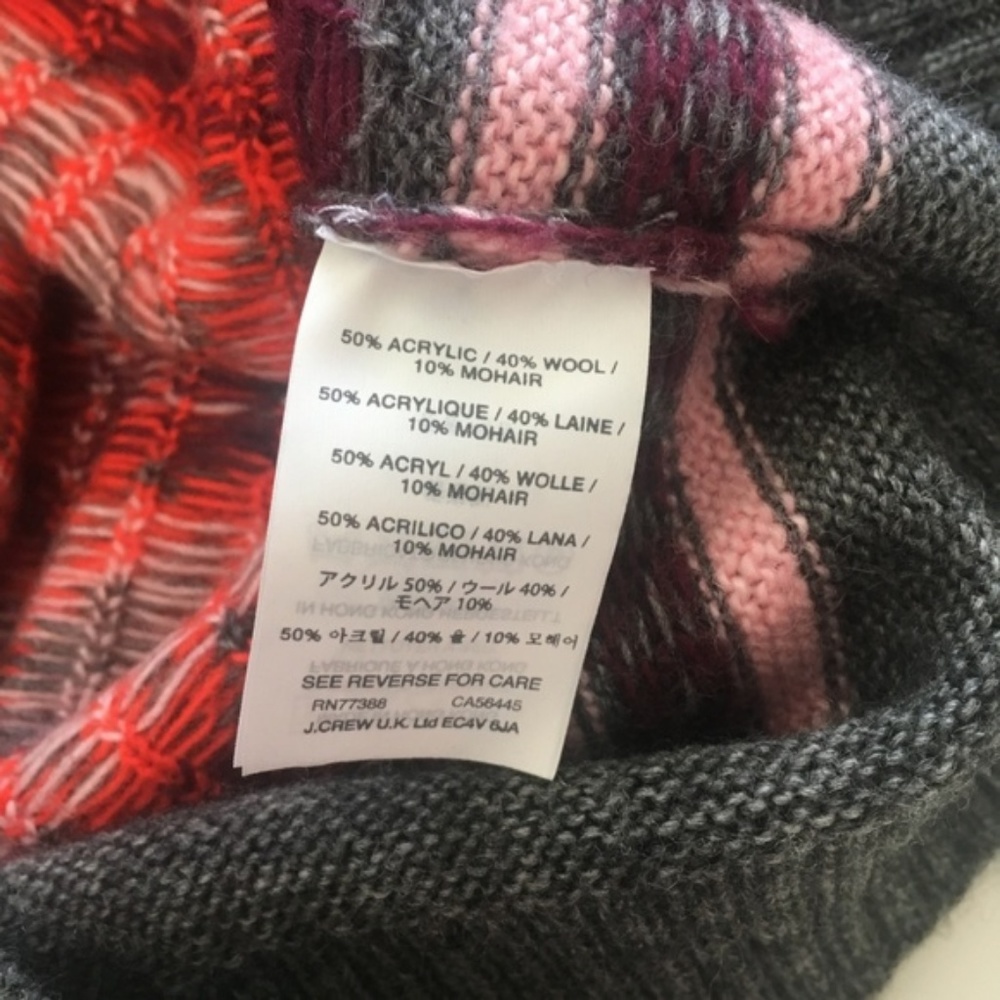 50% ACRYLIC / 40% WOOL /
10% MOHAIR
50% ACRYLIQUE / 40% LAINE /
10% MOHAIR
50% ACRYL / 40% WOLLE /
10% MOHAIR
50% ACRILICO / 40% LANA /
10% MOHAIR
アクリル 50% / ウール 40% /
モヘア 10%
50% 아크릴 / 40% 울 / 10% 모헤어
SEE REVERSE FOR CARE
RN77388 CA56445
J.CREW U.K. Ltd EC4V 6JA